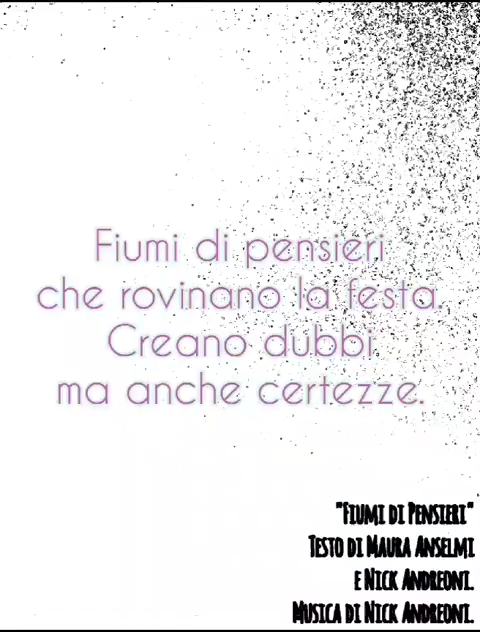 Fiumi di pensieri
che rovinano la festa.
Creano dubbi
ma anche certezze.
"Fiumi di Pensieri"
Testo di Maura Anselmi
e Nick Andreoni.
Musica di Nick Andreoni.